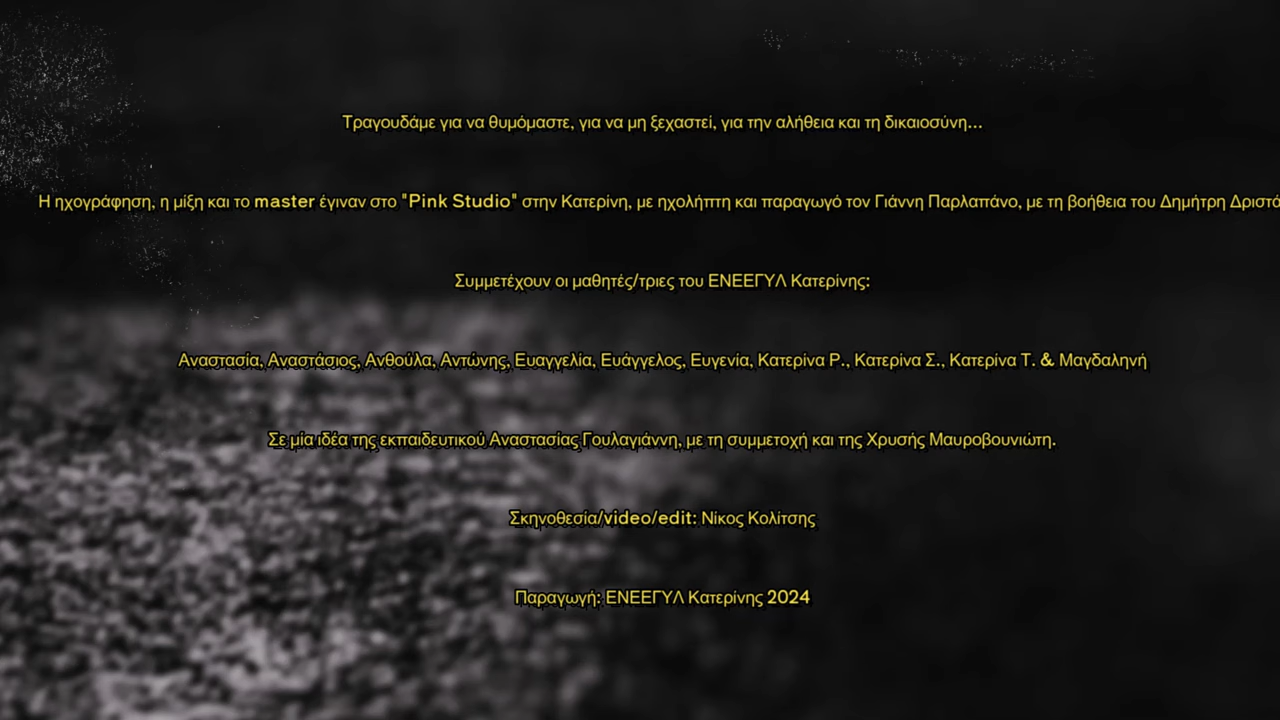 Τραγουδάμε για να θυμόμαστε, για να μη ξεχαστεί, για την αλήθεια και τη δικαιοσύνη...
Η ηχογράφηση, η μίξη και το master έγιναν στο "Pink Studio" στην Κατερίνη, με ηχολήπτη και παραγωγό τον Γιάννη Παρλαπάνο, με τη βοήθεια του Δημήτρη
Συμμετέχουν οι μαθητές/τριες του ΕΝΕΕΓΥΛ Κατερίνης:
Αναστασία, Αναστάσιος, Ανθούλα, Αντώνης, Ευαγγελία, Ευάγγελος, Ευγενία, Κατερίνα Ρ., Κατερίνα Σ., Κατερίνα Τ. & Μαγδαληνή
Σε μία ιδέα της εκπαιδευτικού Αναστασίας Γουλαγιάννη, με τη συμμετοχή και της Χρυσής Μαυροβουνιώτη.
Σκηνοθεσία/video/edit: Νίκος Κολίτσης
Παραγωγή: ΕΝΕΕΓΥΛ Κατερίνης 2024